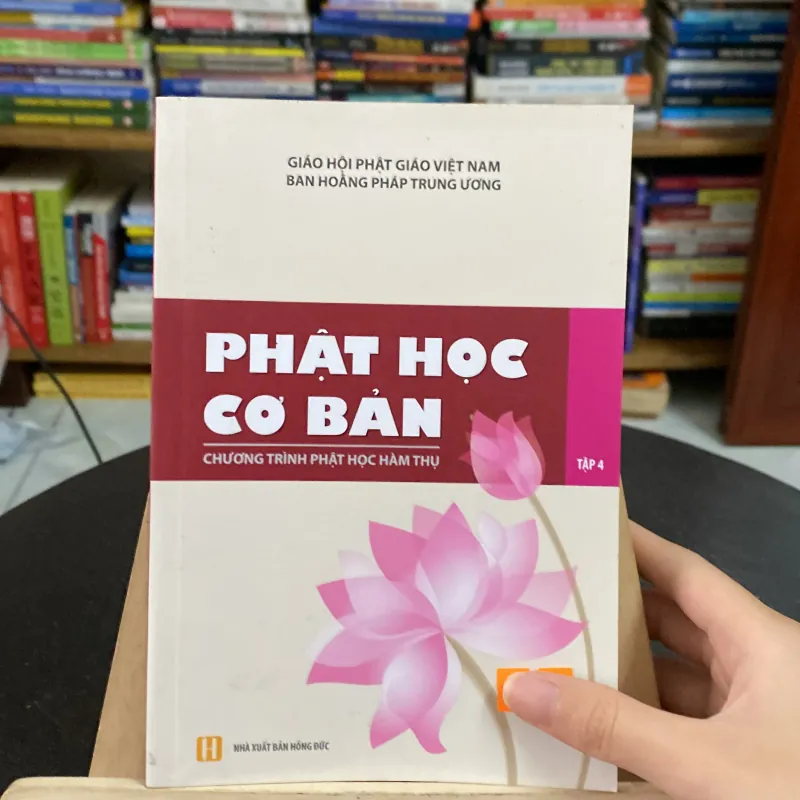 GIÁO HỘI PHẬT GIÁO VIỆT NAM
BAN HOẰNG PHÁP TRUNG ƯƠNG
PHẬT HỌC
CƠ BẢN
CHƯƠNG TRÌNH PHẬT HỌC HÀM THỤ
TẬP 4
H NHÀ XUẤT BẢN HỒNG ĐỨC